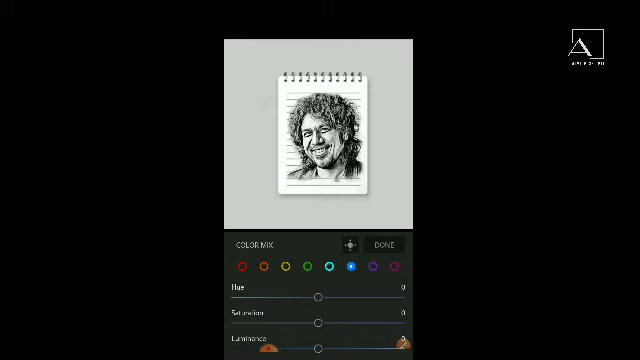 COLOR MIX
DONE
Hue 0
Saturation 0
Luminance 0